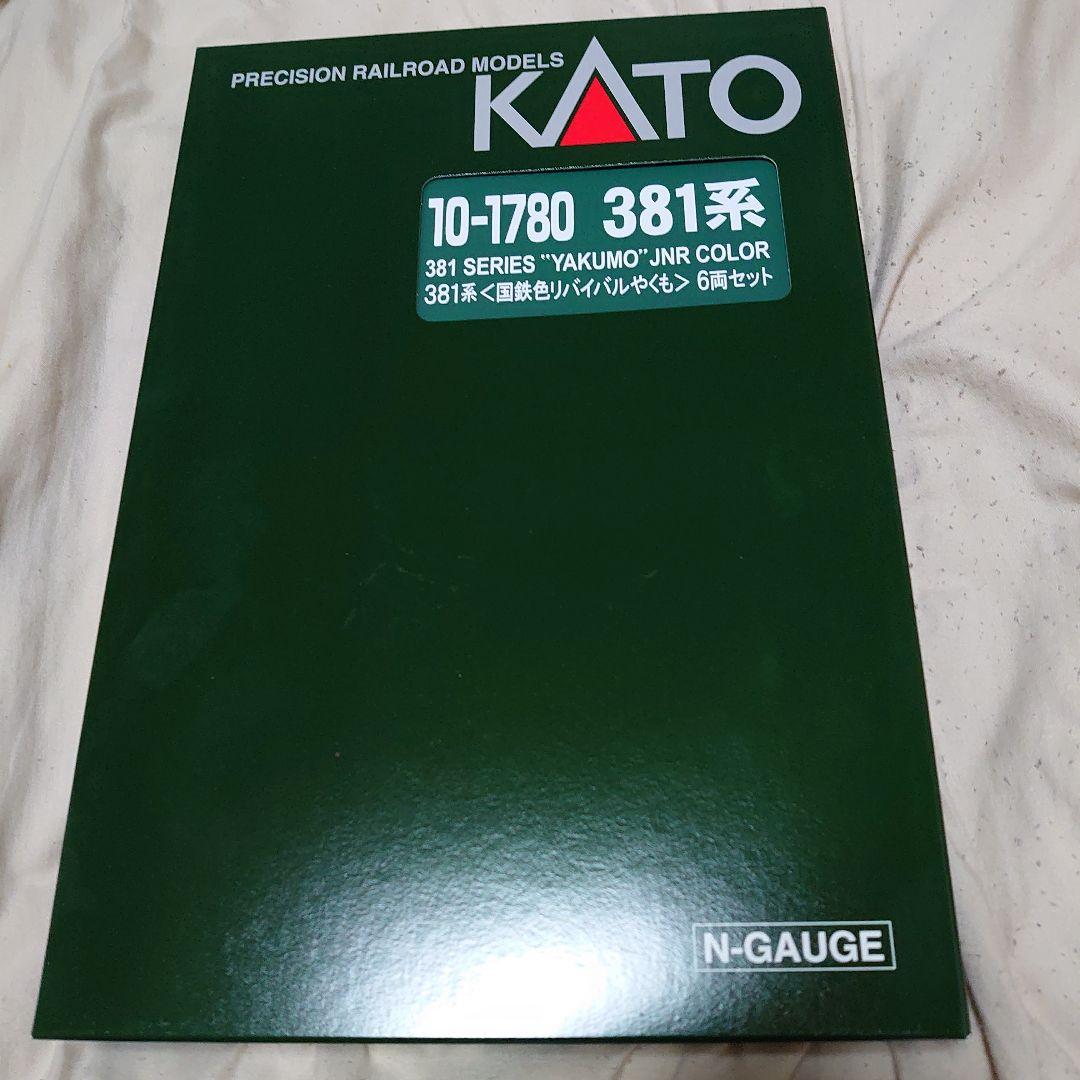 PRECISION RAILROAD MODELS
KATO
10-1780 381系
381 SERIES "YAKUMO" JNR COLOR
381系<国鉄色リバイバルやくも> 6両セット
N-GAUGE